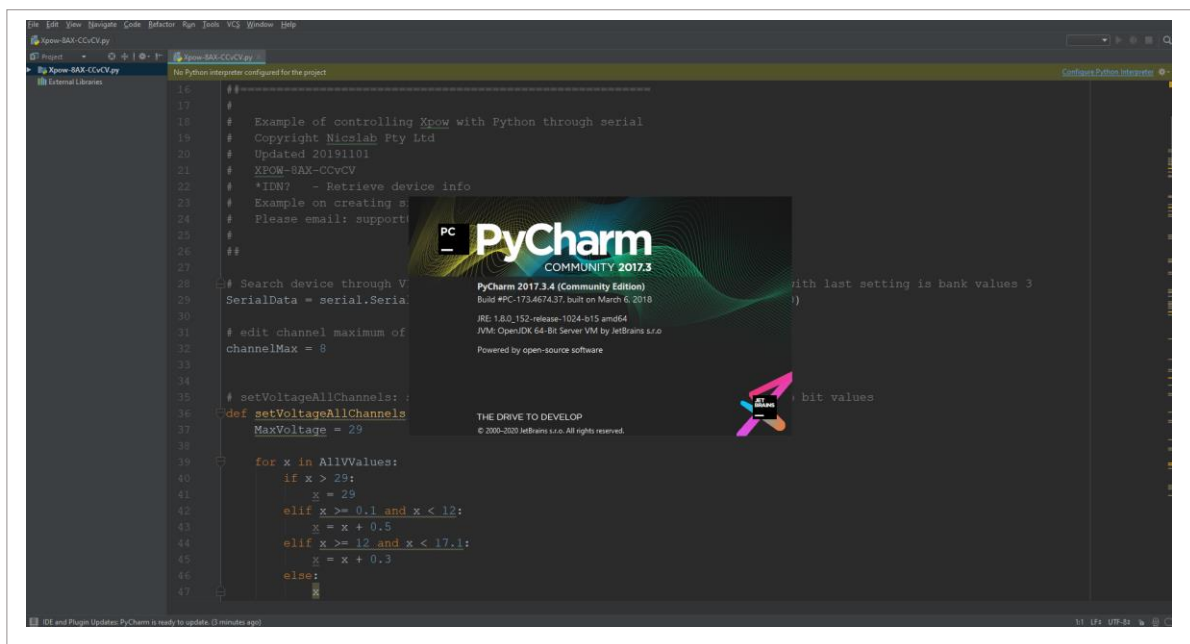 File Edit View Navigate Code Refactor Run Tools VCS Window Help
Xpow-8AX-CCvCV.py
Project
Xpow-8AX-CCvCV.py
Xpow-8AX-CCvCV.py
External Libraries
No Python interpreter configured for the project
Configure Python Interpreter
16 ##==========================================================
17 #
18 # Example of controlling Xpow with Python through serial
19 # Copyright Nicslab Pty Ltd
20 # Updated 20191101
21 # XPOW-8AX-CCvCV
22 # *IDN? - Retrieve device info
23 # Example on creating s
24 # Please email: support
25 #
26 ##
27
28 # Search device through V
with last setting is bank values 3
29 SerialData = serial.Seria
)
30
31 # edit channel maximum of
32 channelMax = 8
33
34
35 # setVoltageAllChannels: s
bit values
36 def setVoltageAllChannels
37 MaxVoltage = 29
38
39 for x in AllVValues:
40 if x > 29:
41 x = 29
42 elif x >= 0.1 and x < 12:
43 x = x + 0.5
44 elif x >= 12 and x < 17.1:
45 x = x + 0.3
46 else:
47 x
PC
PyCharm
COMMUNITY 2017.3
PyCharm 2017.3.4 (Community Edition)
Build #PC-173.4674.37, built on March 6, 2018
JRE: 1.8.0_152-release-1024-b15 amd64
JVM: OpenJDK 64-Bit Server VM by JetBrains s.r.o
Powered by open-source software
THE DRIVE TO DEVELOP
© 2000–2020 JetBrains s.r.o. All rights reserved.
JET
BRAINS
IDE and Plugin Updates: PyCharm is ready to update. (3 minutes ago)
1:1 LF÷ UTF-8÷